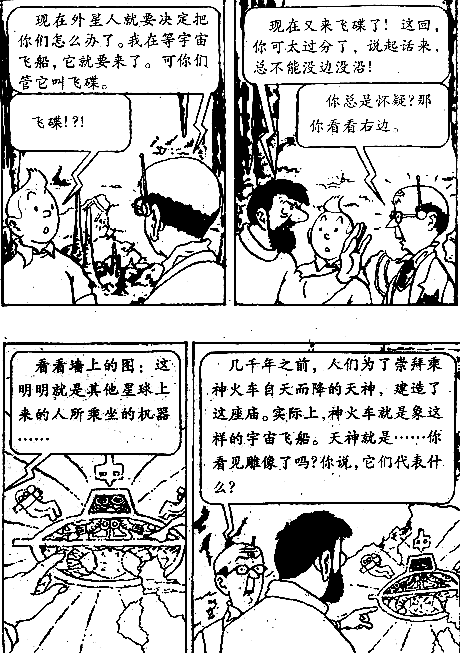 现在外星人就要决定把
你们怎么办了。我在等宇宙
飞船，它就要来了。可你们
管它叫飞碟。
飞碟!?!
现在又来飞碟了！这回，
你可太过分了，说起话来，
总不能没边没沿！
你总是怀疑?那
你看看右边。
看看墙上的图：这
明明就是其他星球上
来的人所乘坐的机器
……
几千年之前，人们为了崇拜乘
神火车自天而降的天神，建造了
这座庙。实际上，神火车就是象这
样的宇宙飞船。天神就是……你
看见雕像了吗?你说，它们代表什
么?